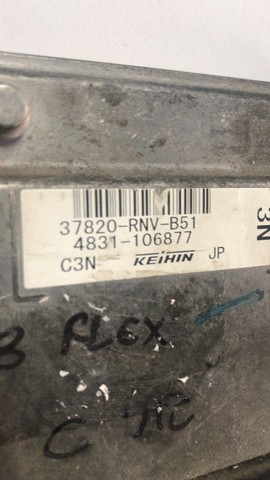 37820-RNV-B51
4831-106877
C3N KEIHIN JP
3N
FLEX
C